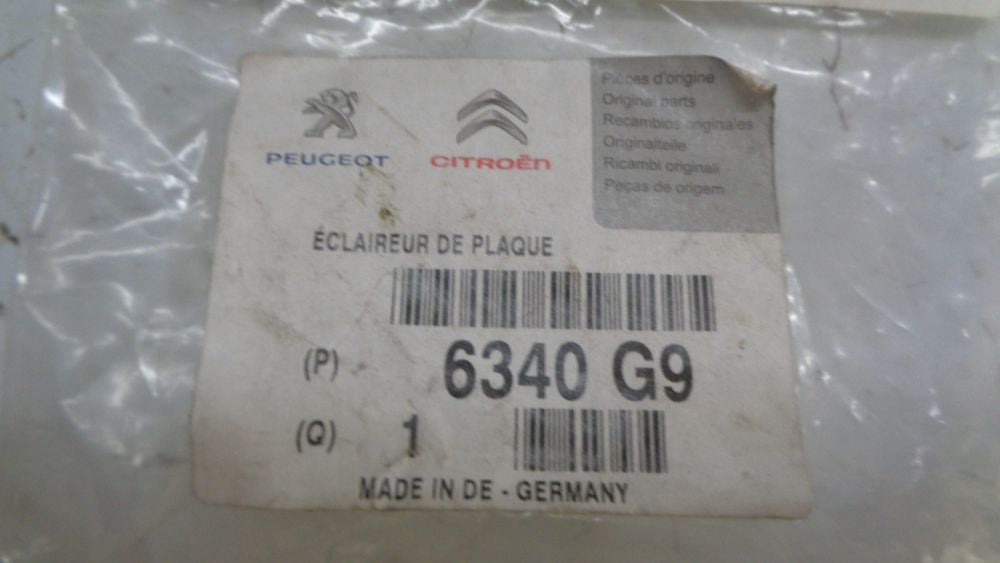 PEUGEOT CITROËN
Pièces d'origine
Original parts
Recambios originales
Originalteile
Ricambi originali
Peças de origem
ÉCLAIREUR DE PLAQUE
(P) 6340 G9
(Q) 1
MADE IN DE - GERMANY